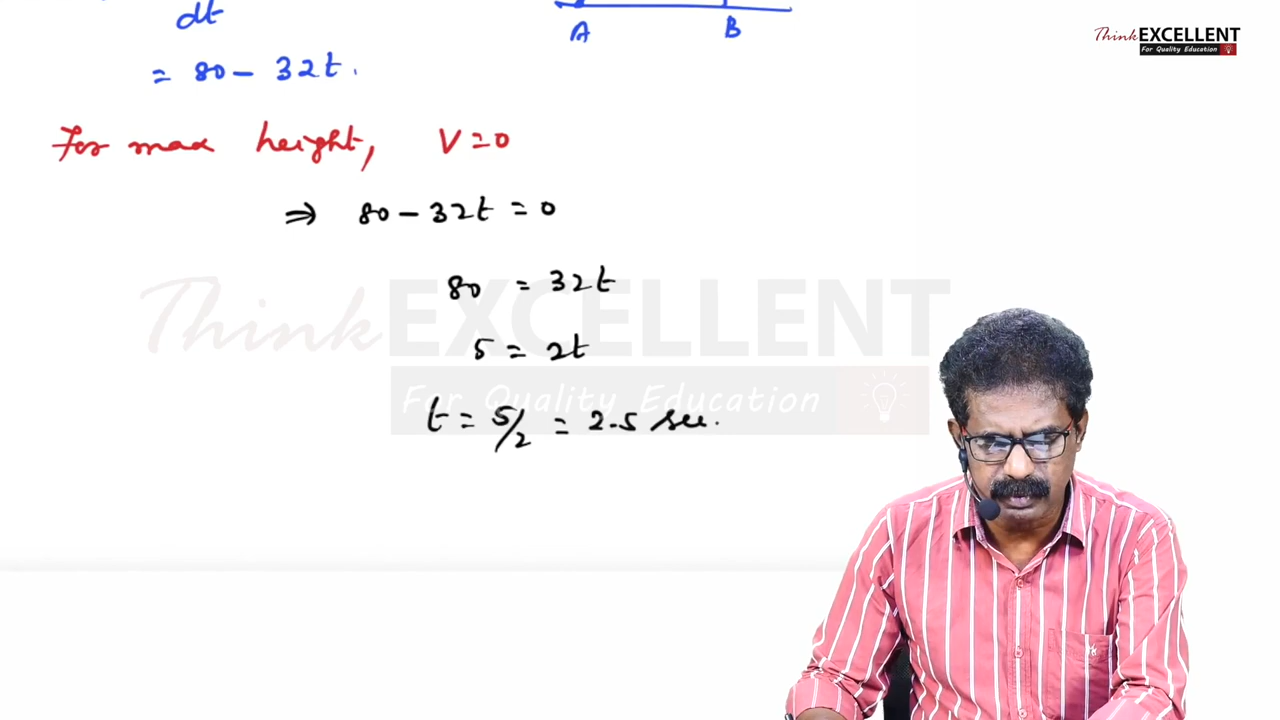 dt
A B
= 80 - 32t.
For max height, V = 0
⇒ 80 - 32t = 0
80 = 32t
5 = 2t
t = 5/2 = 2.5 sec.
Think EXCELLENT
For Quality Education
Think EXCELLENT
For Quality Education